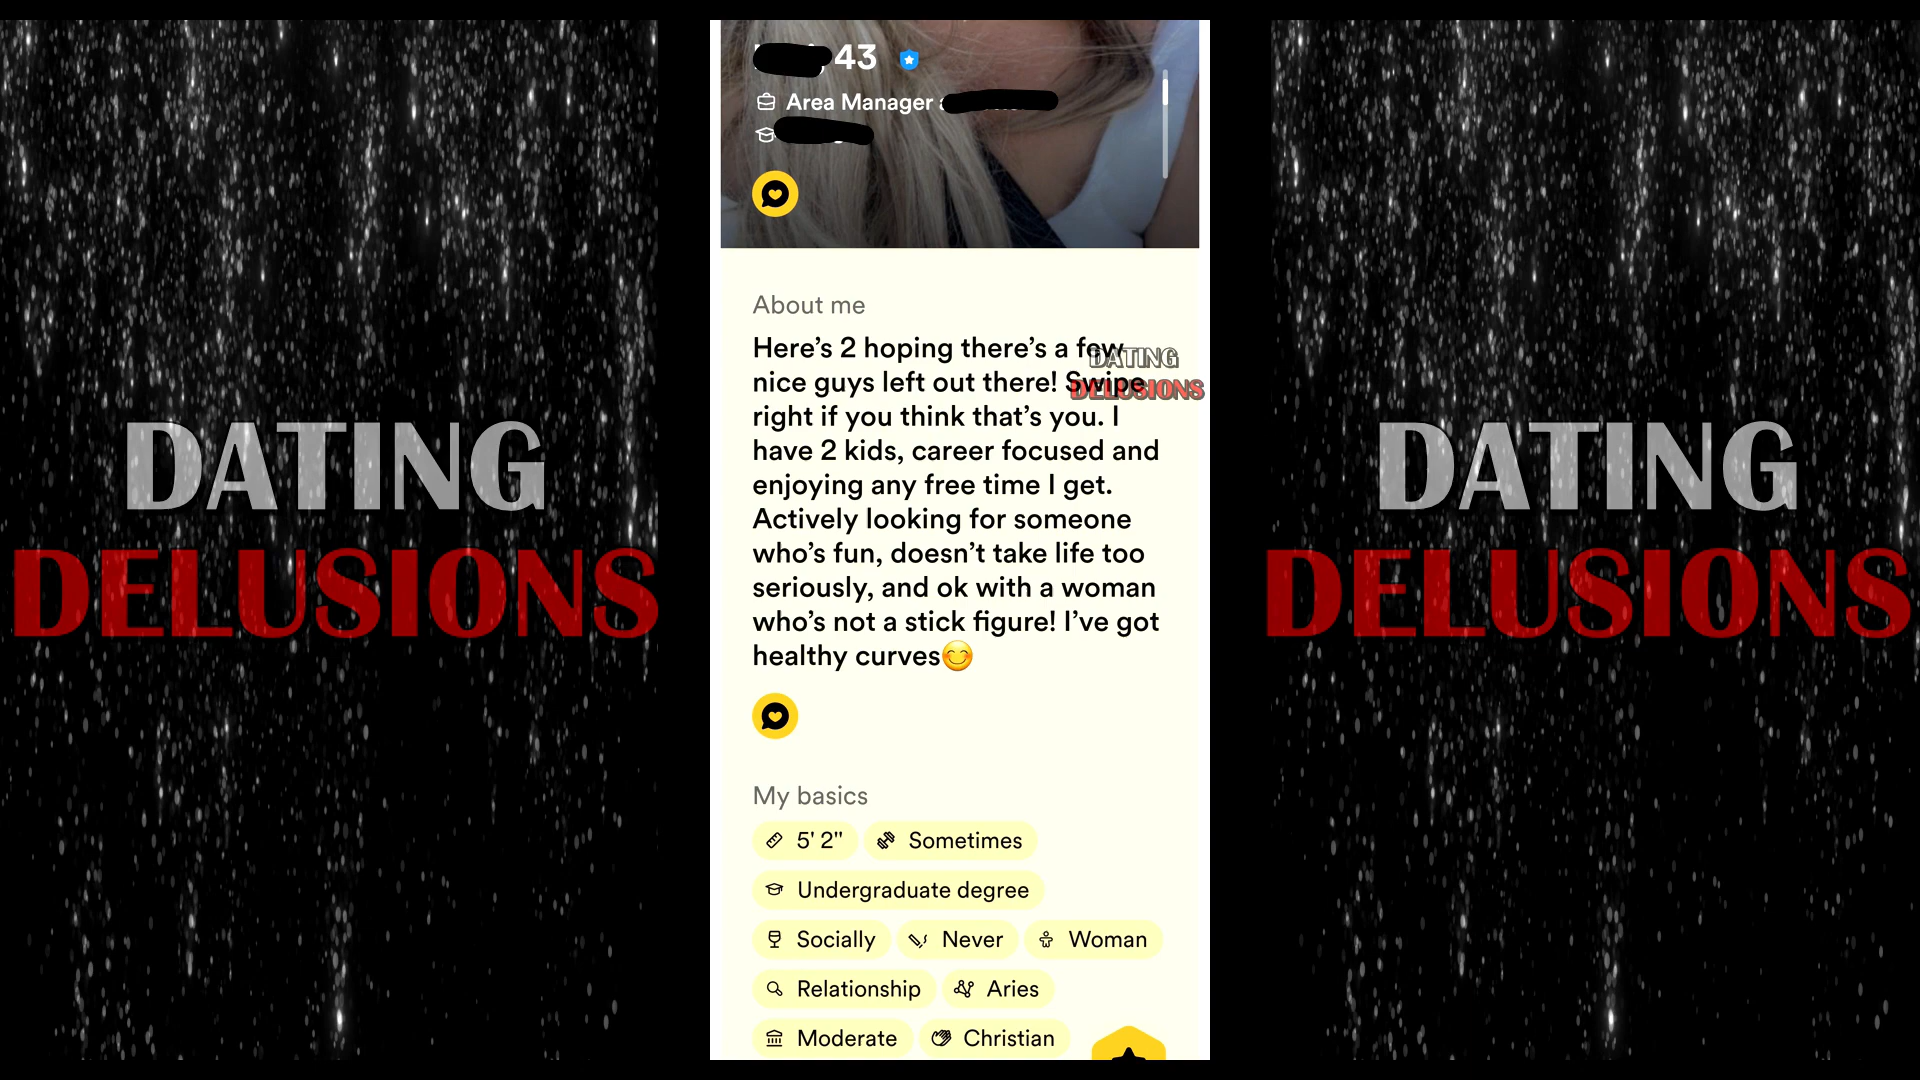 43
Area Manager
About me
Here’s 2 hoping there’s a few
nice guys left out there! Swipe
right if you think that’s you. I
have 2 kids, career focused and
enjoying any free time I get.
Actively looking for someone
who’s fun, doesn’t take life too
seriously, and ok with a woman
who’s not a stick figure! I’ve got
healthy curves😊
My basics
5' 2" Sometimes
Undergraduate degree
Socially Never Woman
Relationship Aries
Moderate Christian
DATING
DELUSIONS
DATING
DELUSIONS
DATING
DELUSIONS